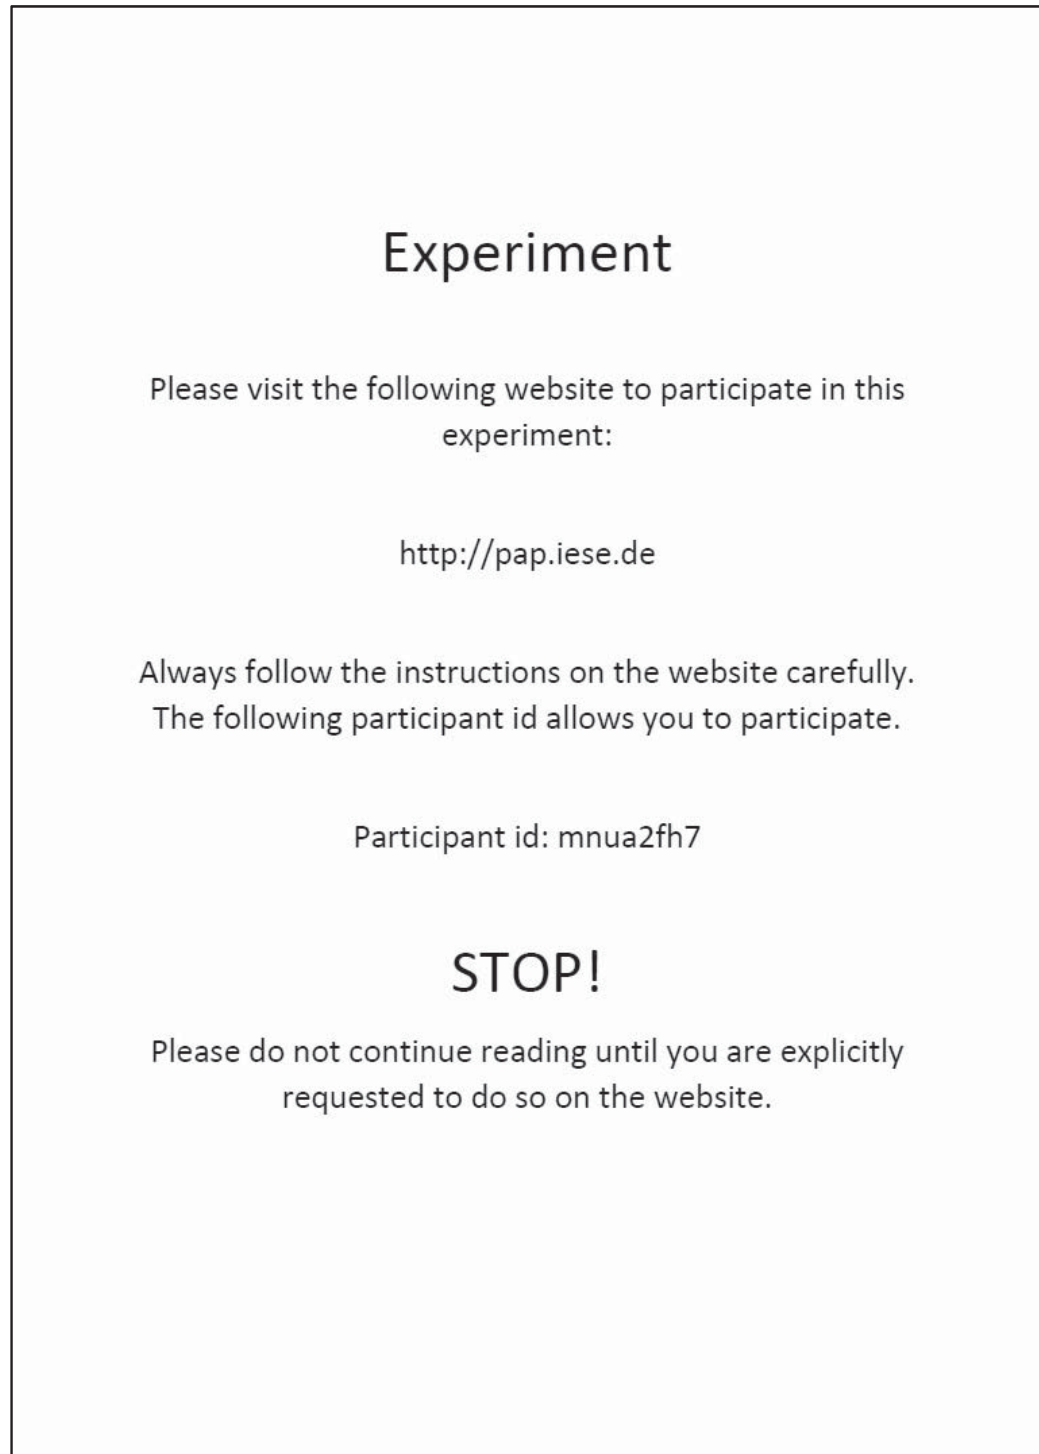 Experiment
Please visit the following website to participate in this
experiment:
http://pap.iese.de
Always follow the instructions on the website carefully.
The following participant id allows you to participate.
Participant id: mnua2fh7
STOP!
Please do not continue reading until you are explicitly
requested to do so on the website.